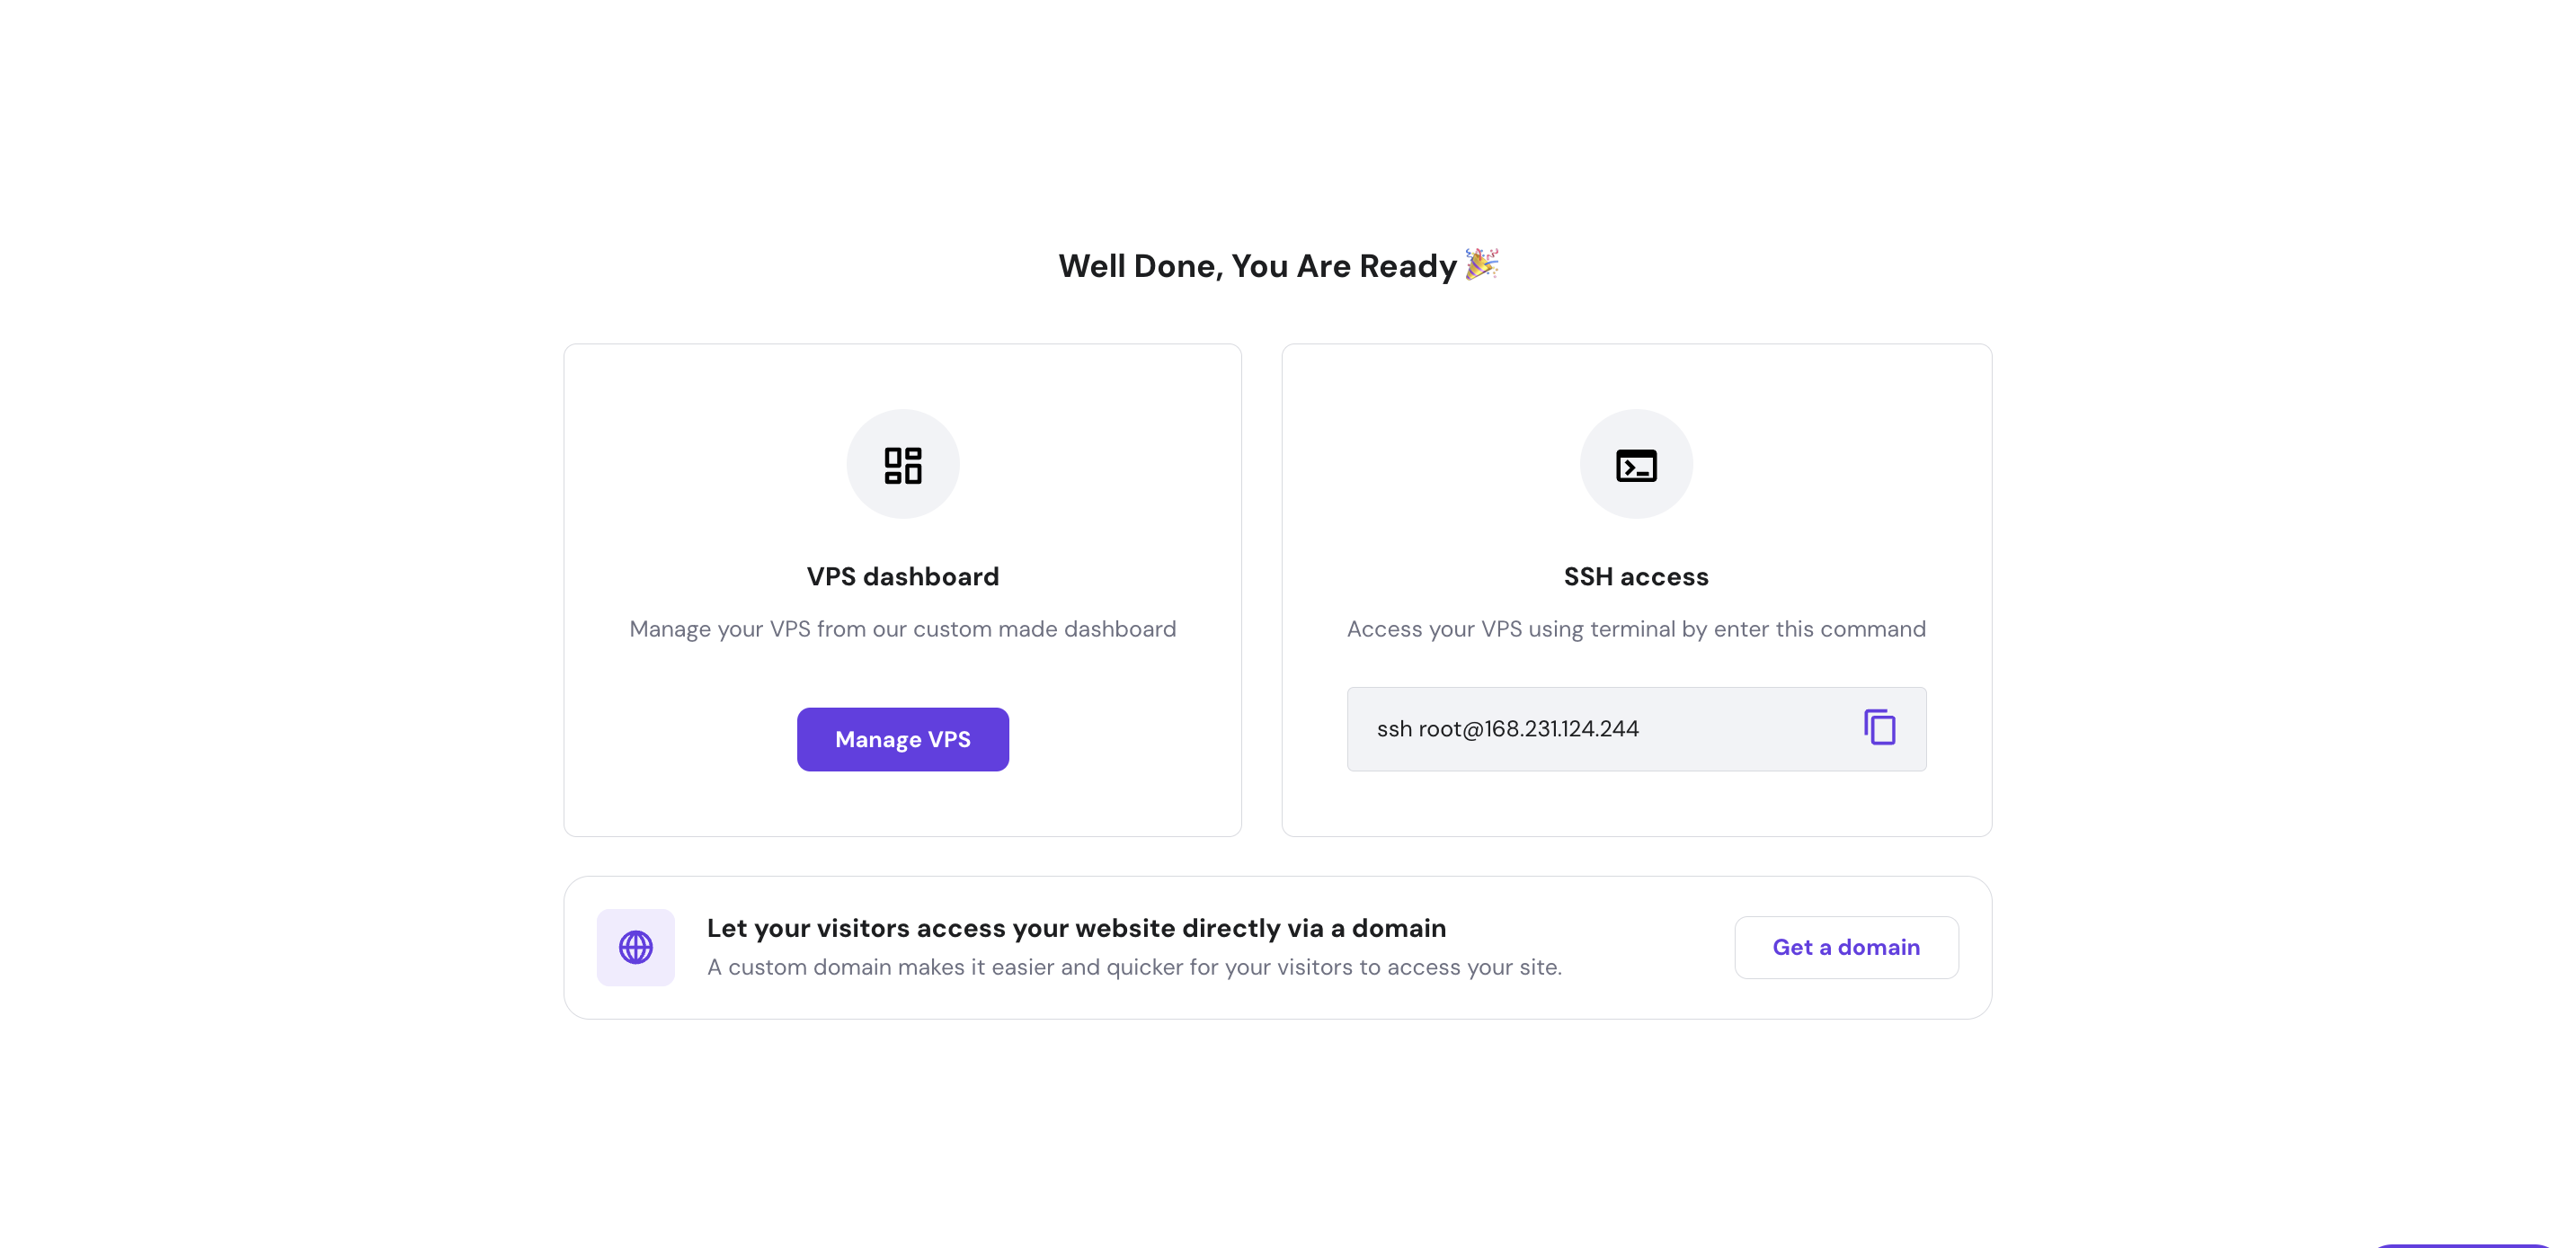 Well Done, You Are Ready 🎉
VPS dashboard
Manage your VPS from our custom made dashboard
Manage VPS
SSH access
Access your VPS using terminal by enter this command
ssh root@168.231.124.244
Let your visitors access your website directly via a domain
A custom domain makes it easier and quicker for your visitors to access your site.
Get a domain